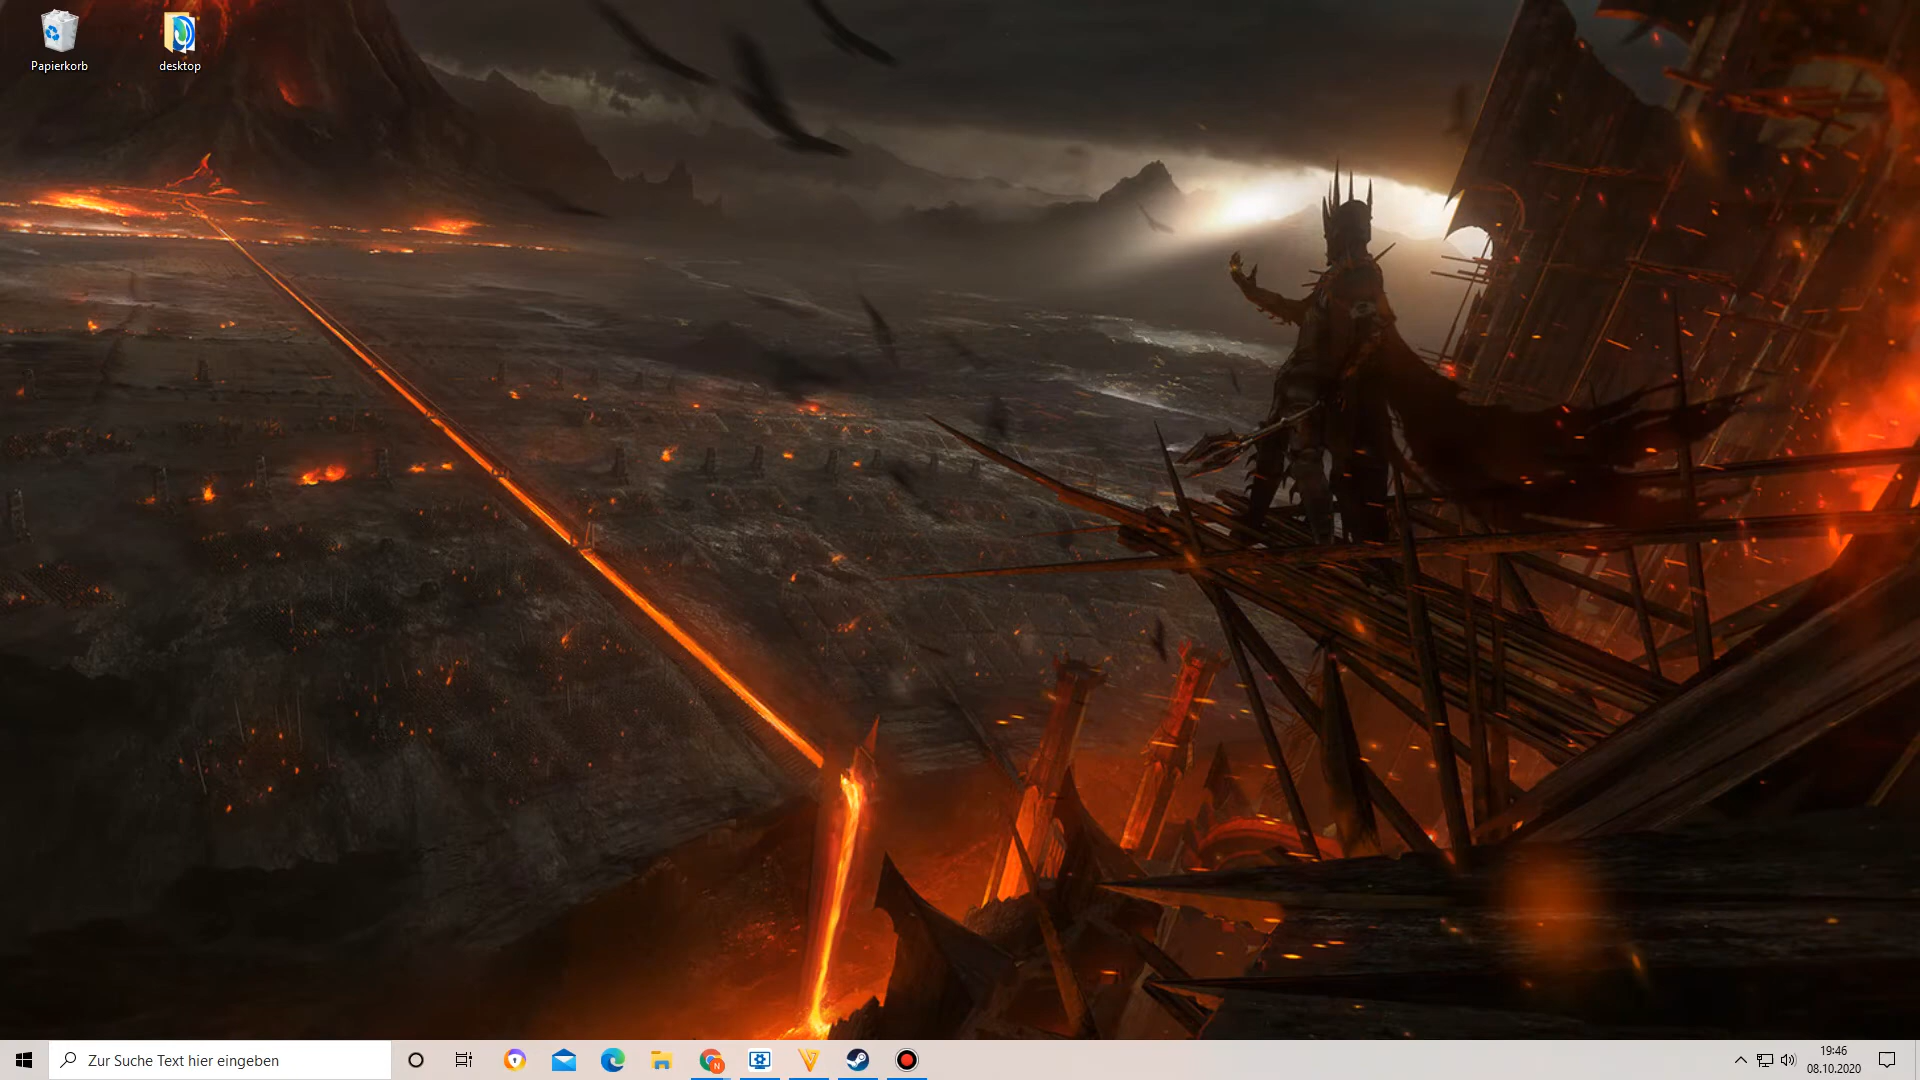 Papierkorb
desktop
Zur Suche Text hier eingeben
N
19:46
08.10.2020